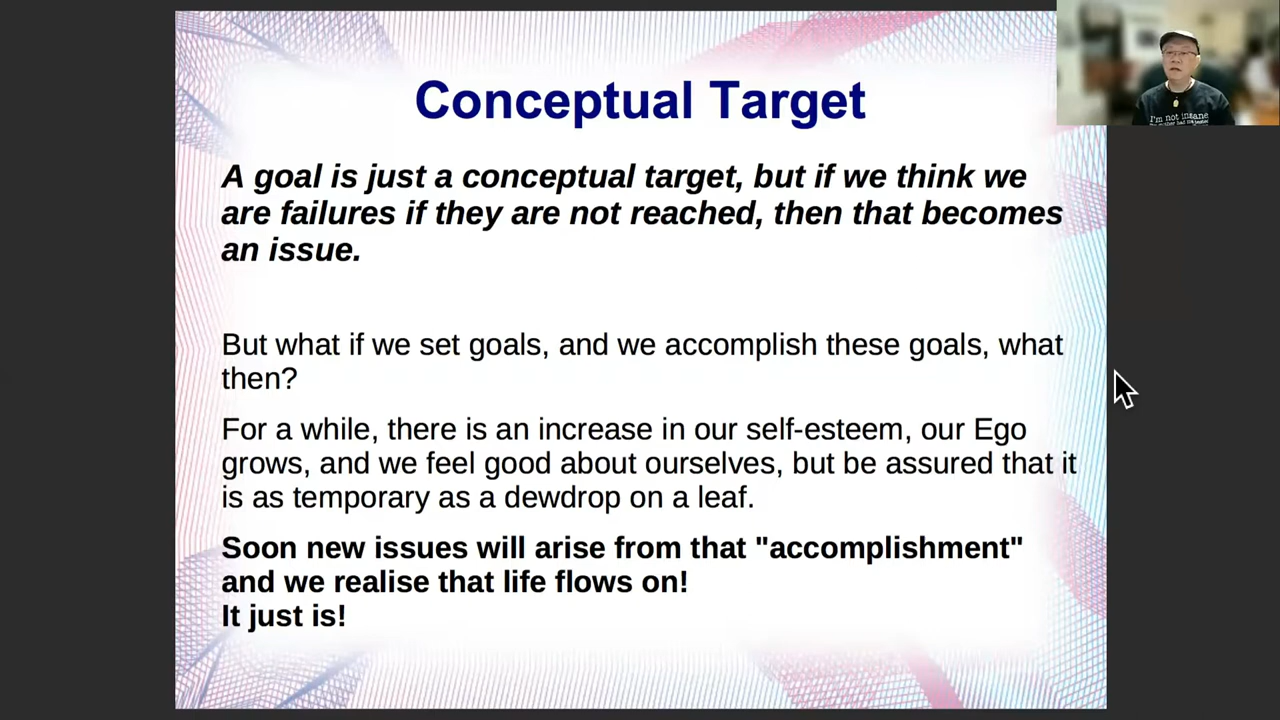 Conceptual Target
I'm not insane
A goal is just a conceptual target, but if we think we
are failures if they are not reached, then that becomes
an issue.
But what if we set goals, and we accomplish these goals, what
then?
For a while, there is an increase in our self-esteem, our Ego
grows, and we feel good about ourselves, but be assured that it
is as temporary as a dewdrop on a leaf.
Soon new issues will arise from that "accomplishment"
and we realise that life flows on!
It just is!